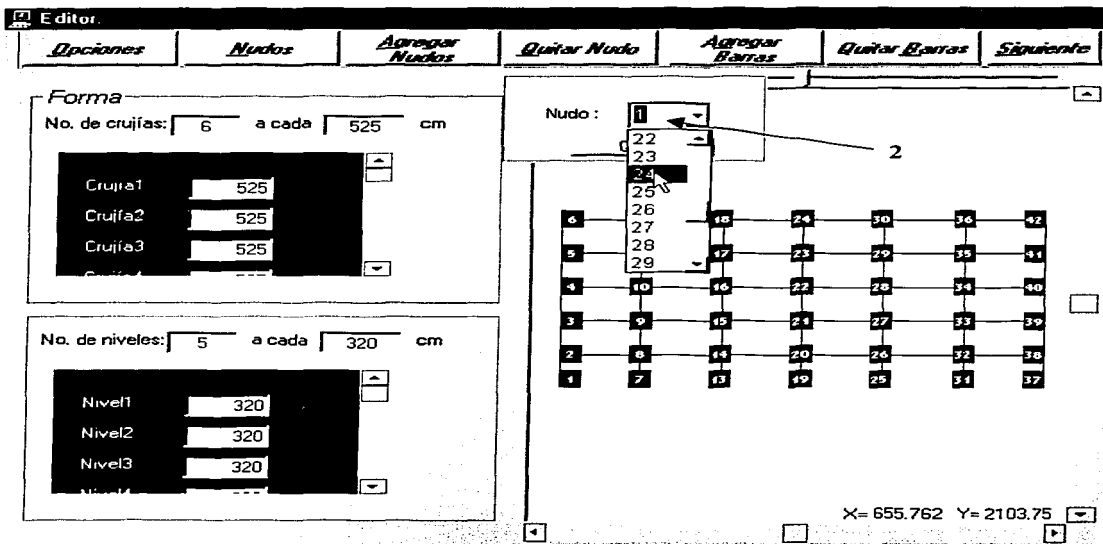 Editor.
Opciones Nudos Agregar Nudos Quitar Nudo Agregar Barras Quitar Barras Siguiente
Forma
No. de crujías: 6 a cada 525 cm
Crujía1 525
Crujía2 525
Crujía3 525
No. de niveles: 5 a cada 320 cm
Nivel1 320
Nivel2 320
Nivel3 320
Nudo : 1
22
23
24
25
26
27
28
29
2
6 18 24 30 36 42
5 17 23 29 35 41
4 10 16 22 28 34 40
3 9 15 21 27 33 39
2 8 14 20 26 32 38
1 7 13 19 25 31 37
X= 655.762 Y= 2103.75